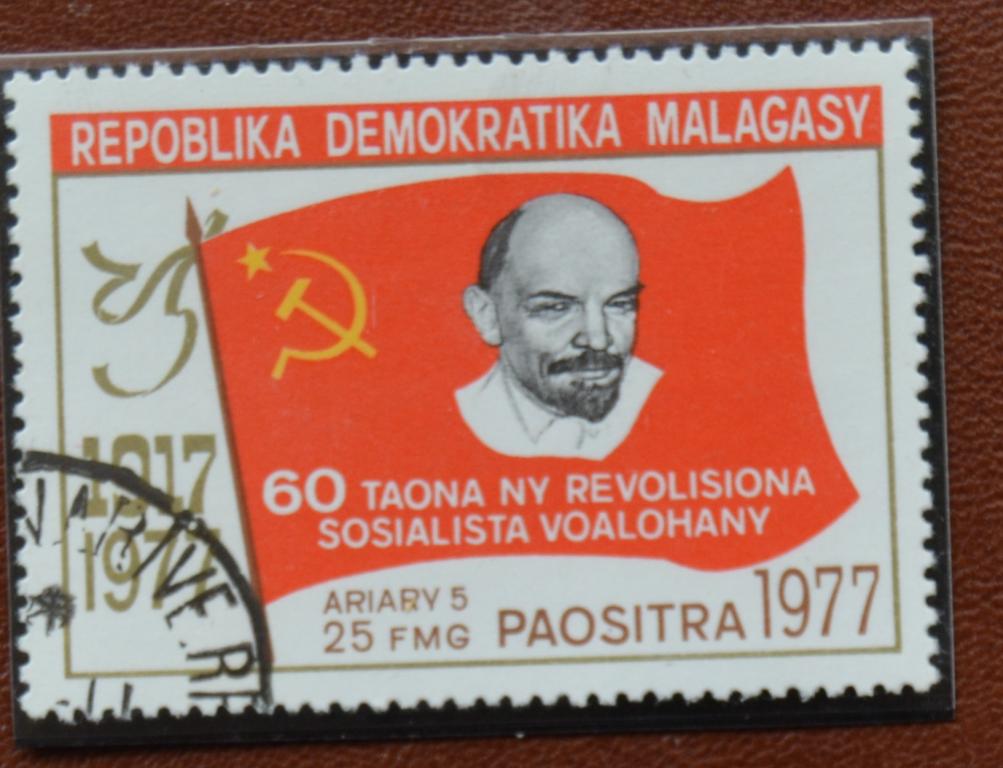 REPOBLIKA DEMOKRATIKA MALAGASY
1917
1977
60 TAONA NY REVOLISIONA
SOSIALISTA VOALOHANY
ARIARY 5
25 FMG
PAOSITRA 1977